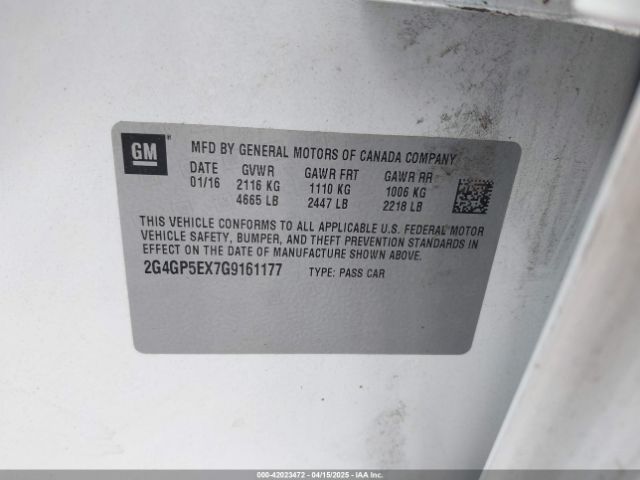 GM
MFD BY GENERAL MOTORS OF CANADA COMPANY
DATE GVWR GAWR FRT GAWR RR
01/16 2116 KG 1110 KG 1006 KG
4665 LB 2447 LB 2218 LB
THIS VEHICLE CONFORMS TO ALL APPLICABLE U.S. FEDERAL MOTOR
VEHICLE SAFETY, BUMPER, AND THEFT PREVENTION STANDARDS IN
EFFECT ON THE DATE OF MANUFACTURE SHOWN ABOVE.
2G4GP5EX7G9161177 TYPE: PASS CAR
000-42023472 - 04/15/2025 - IAAI, Inc.